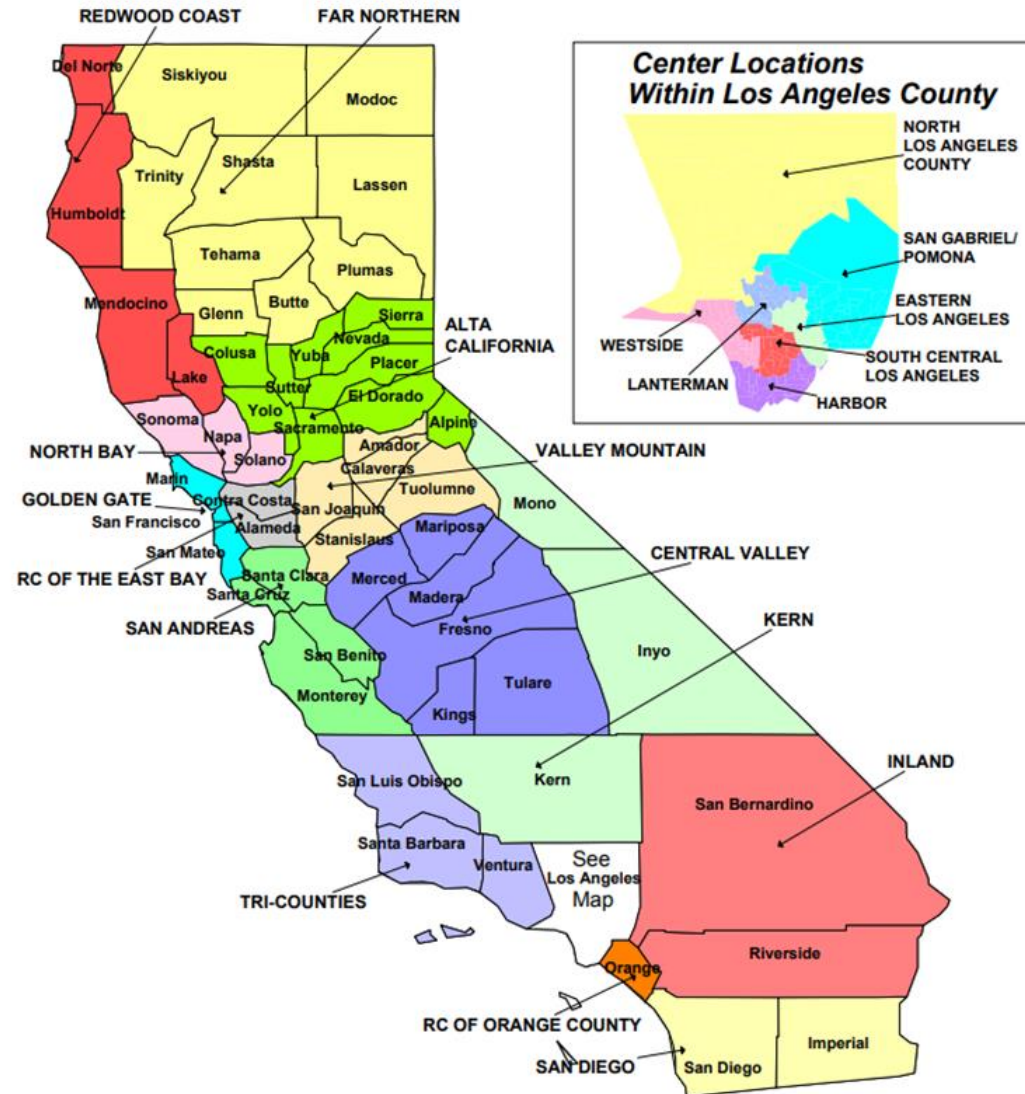 REDWOOD COAST
FAR NORTHERN
Del Norte
Siskiyou
Modoc
Trinity
Shasta
Lassen
Humboldt
Tehama
Plumas
Mendocino
Glenn
Butte
Sierra
Colusa
Yuba
Nevada
ALTA
CALIFORNIA
Placer
Lake
Sutter
El Dorado
Yolo
Sacramento
Alpine
Sonoma
Napa
Solano
Amador
Calaveras
NORTH BAY
VALLEY MOUNTAIN
Marin
Contra Costa
San Joaquin
Tuolumne
Mono
GOLDEN GATE
San Francisco
Alameda
Stanislaus
Mariposa
San Mateo
RC OF THE EAST BAY
Santa Clara
Merced
CENTRAL VALLEY
Santa Cruz
Madera
SAN ANDREAS
Fresno
KERN
San Benito
Inyo
Monterey
Tulare
Kings
San Luis Obispo
Kern
INLAND
San Bernardino
Santa Barbara
Ventura
See
Los Angeles
Map
TRI-COUNTIES
Riverside
Orange
RC OF ORANGE COUNTY
Imperial
SAN DIEGO
San Diego
Center Locations
Within Los Angeles County
NORTH
LOS ANGELES
COUNTY
SAN GABRIEL/
POMONA
EASTERN
LOS ANGELES
WESTSIDE
SOUTH CENTRAL
LOS ANGELES
LANTERMAN
HARBOR